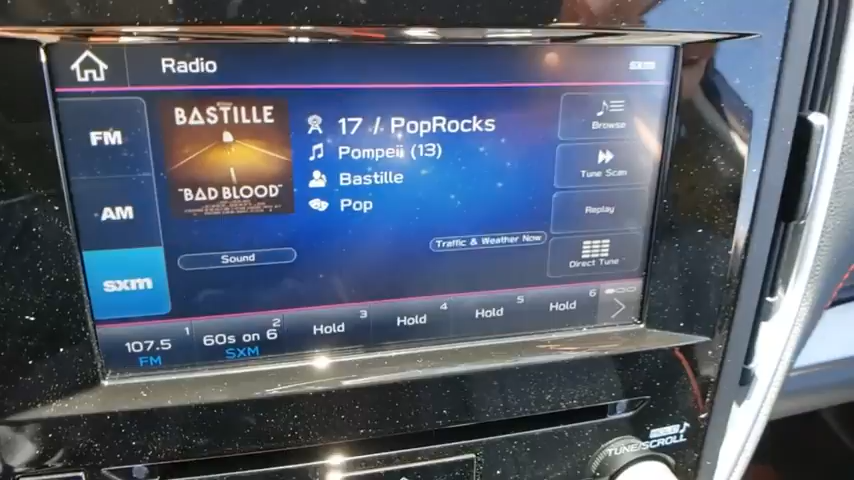 Radio
sxm
FM
AM
sxm
BASTILLE
"BAD BLOOD"
17 / PopRocks
Pompeii (13)
Bastille
Pop
Sound
Traffic & Weather Now
Browse
Tune Scan
Replay
Direct Tune
107.5 1
FM
60s on 6 2
SXM
Hold 3
Hold 4
Hold 5
Hold 6
TUNE/SCROLL